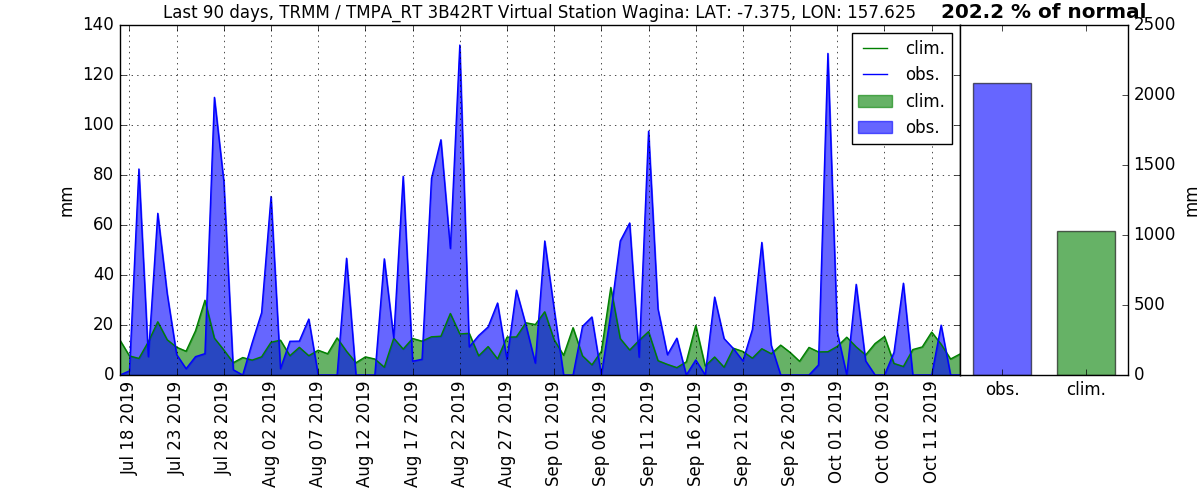 Last 90 days, TRMM / TMPA_RT 3B42RT Virtual Station Wagina: LAT: -7.375, LON: 157.625
202.2 % of normal
140
120
100
80
60
40
20
0
mm
clim.
obs.
clim.
obs.
Jul 18 2019
Jul 23 2019
Jul 28 2019
Aug 02 2019
Aug 07 2019
Aug 12 2019
Aug 17 2019
Aug 22 2019
Aug 27 2019
Sep 01 2019
Sep 06 2019
Sep 11 2019
Sep 16 2019
Sep 21 2019
Sep 26 2019
Oct 01 2019
Oct 06 2019
Oct 11 2019
2500
2000
1500
1000
500
0
mm
obs.
clim.